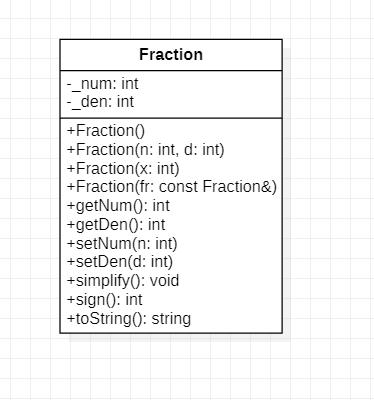 Fraction
-_num: int
-_den: int
+Fraction()
+Fraction(n: int, d: int)
+Fraction(x: int)
+Fraction(fr: const Fraction&)
+getNum(): int
+getDen(): int
+setNum(n: int)
+setDen(d: int)
+simplify(): void
+sign(): int
+toString(): string